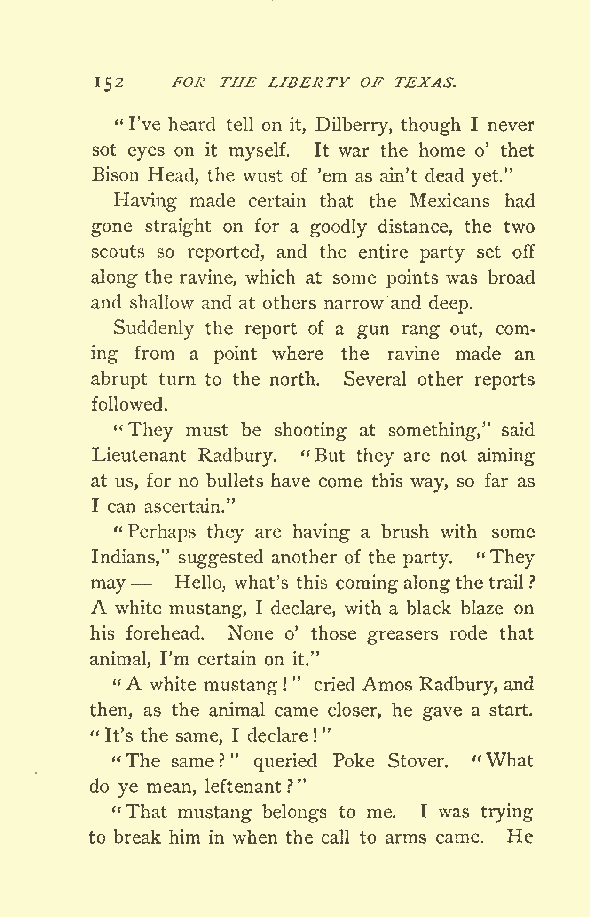 152 FOR THE LIBERTY OF TEXAS.
"I've heard tell on it, Dilberry, though I never
sot eyes on it myself. It war the home o' thet
Bison Head, the wust of 'em as ain't dead yet."
Having made certain that the Mexicans had
gone straight on for a goodly distance, the two
scouts so reported, and the entire party set off
along the ravine, which at some points was broad
and shallow and at others narrow and deep.
Suddenly the report of a gun rang out, com-
ing from a point where the ravine made an
abrupt turn to the north. Several other reports
followed.
"They must be shooting at something," said
Lieutenant Radbury. "But they are not aiming
at us, for no bullets have come this way, so far as
I can ascertain."
"Perhaps they are having a brush with some
Indians," suggested another of the party. "They
may— Hello, what's this coming along the trail?
A white mustang, I declare, with a black blaze on
his forehead. None o' those greasers rode that
animal, I'm certain on it."
"A white mustang!" cried Amos Radbury, and
then, as the animal came closer, he gave a start.
"It's the same, I declare!"
"The same?" queried Poke Stover. "What
do ye mean, leftenant?"
"That mustang belongs to me. I was trying
to break him in when the call to arms came. He